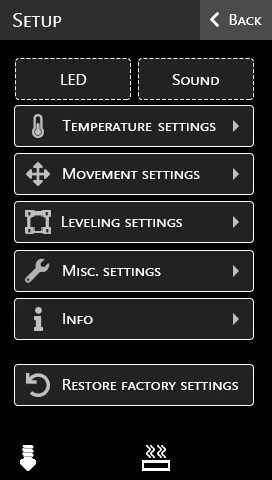 Setup
Back
LED
Sound
Temperature settings
Movement settings
Leveling settings
Misc. settings
Info
Restore factory settings